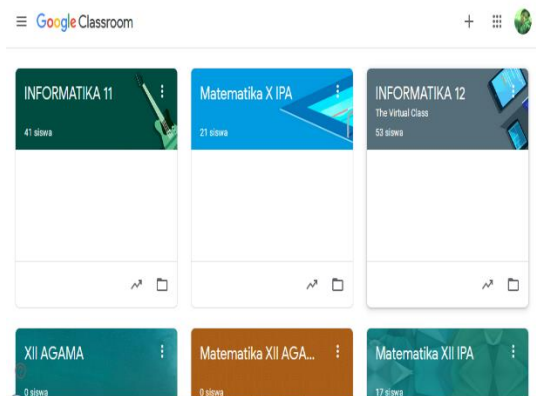 Google Classroom
INFORMATIKA 11
41 siswa
Matematika X IPA
21 siswa
INFORMATIKA 12
The Virtual Class
53 siswa
XII AGAMA
0 siswa
Matematika XII AGA...
0 siswa
Matematika XII IPA
17 siswa